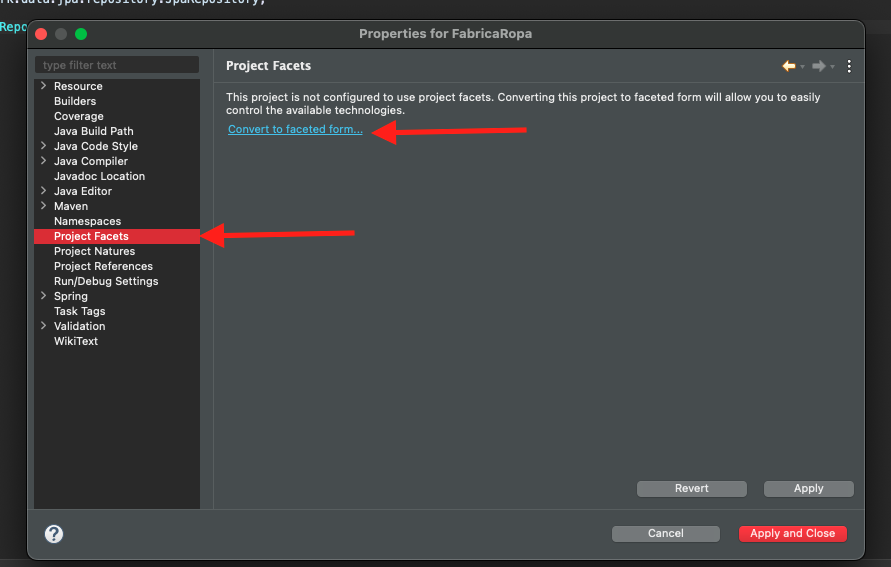 rk.data.jpa.repository.JpaRepository;
Repo
Properties for FabricaRopa
type filter text
Resource
Builders
Coverage
Java Build Path
Java Code Style
Java Compiler
Javadoc Location
Java Editor
Maven
Namespaces
Project Facets
Project Natures
Project References
Run/Debug Settings
Spring
Task Tags
Validation
WikiText
Project Facets
This project is not configured to use project facets. Converting this project to faceted form will allow you to easily
control the available technologies.
Convert to faceted form...
Revert
Apply
?
Cancel
Apply and Close